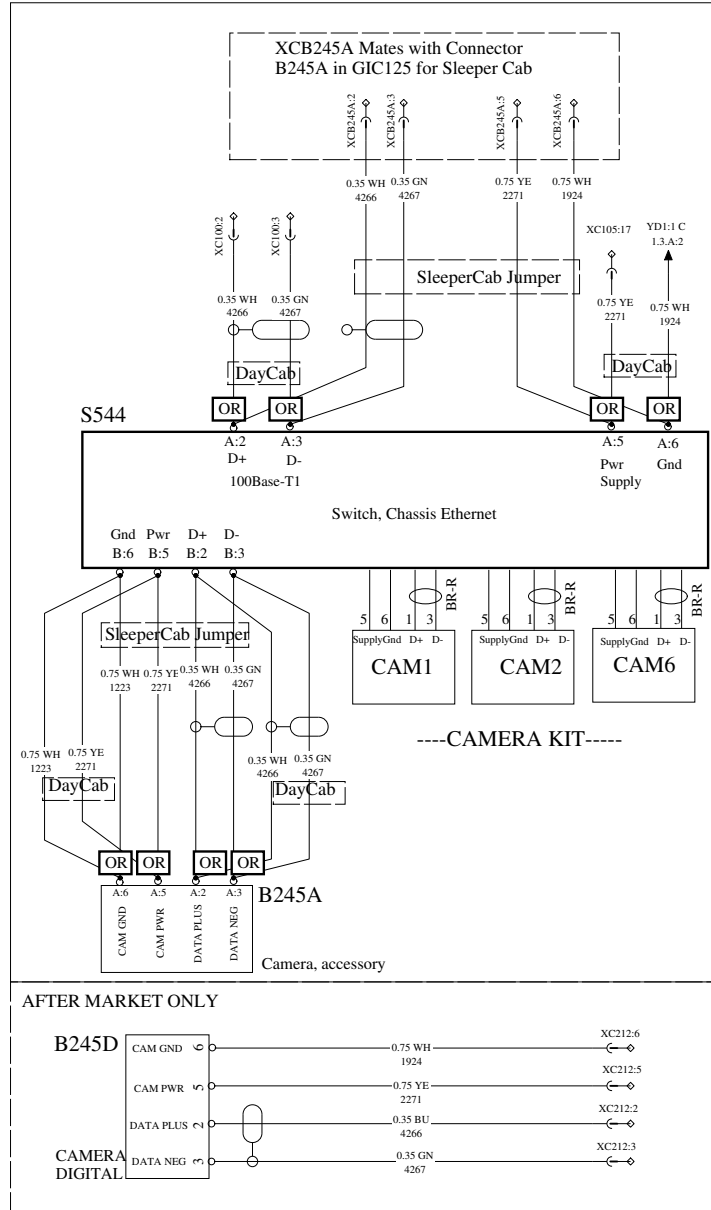 XCB245A Mates with Connector
B245A in GIC125 for Sleeper Cab
XCB245A:2
XCB245A:3
XCB245A:5
XCB245A:6
0.35 WH
4266
0.35 GN
4267
0.75 YE
2271
0.75 WH
1924
XC100:2
XC100:3
XC105:17
YD1:1 C
1.3.A:2
SleeperCab Jumper
0.35 WH
4266
0.35 GN
4267
0.75 YE
2271
0.75 WH
1924
DayCab
DayCab
OR
OR
OR
OR
S544
A:2
D+
A:3
D-
100Base-T1
A:5
Pwr
Supply
A:6
Gnd
Switch, Chassis Ethernet
Gnd
B:6
Pwr
B:5
D+
B:2
D-
B:3
5
6
1
3
BR-R
5
6
1
3
BR-R
5
6
1
3
BR-R
Supply Gnd D+ D-
CAM1
Supply Gnd D+ D-
CAM2
Supply Gnd D+ D-
CAM6
----CAMERA KIT-----
SleeperCab Jumper
0.75 WH
1223
0.75 YE
2271
0.35 WH
4266
0.35 GN
4267
0.75 WH
1223
0.75 YE
2271
0.35 WH
4266
0.35 GN
4267
DayCab
DayCab
OR
OR
OR
OR
B245A
A:6
A:5
A:2
A:3
CAM GND
CAM PWR
DATA PLUS
DATA NEG
Camera, accessory
AFTER MARKET ONLY
B245D
CAM GND 6
0.75 WH
1924
XC212:6
CAM PWR 5
0.75 YE
2271
XC212:5
DATA PLUS 2
0.35 BU
4266
XC212:2
DATA NEG 3
0.35 GN
4267
XC212:3
CAMERA
DIGITAL